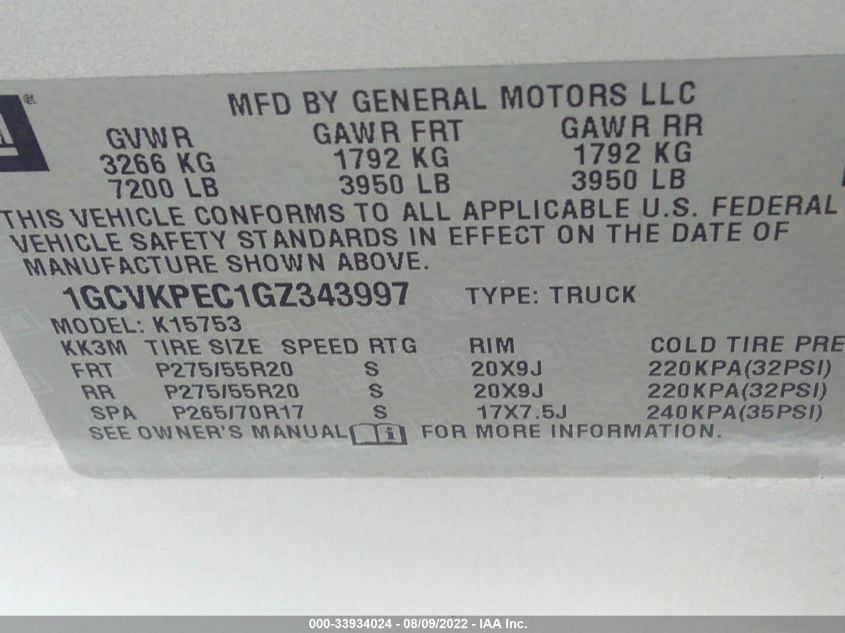 MFD BY GENERAL MOTORS LLC
GVWR GAWR FRT GAWR RR
3266 KG 1792 KG 1792 KG
7200 LB 3950 LB 3950 LB
THIS VEHICLE CONFORMS TO ALL APPLICABLE U.S. FEDERAL
VEHICLE SAFETY STANDARDS IN EFFECT ON THE DATE OF
MANUFACTURE SHOWN ABOVE.
1GCVKPEC1GZ343997 TYPE: TRUCK
MODEL: K15753
KK3M TIRE SIZE SPEED RTG RIM COLD TIRE PRE
FRT P275/55R20 S 20X9J 220KPA(32PSI)
RR P275/55R20 S 20X9J 220KPA(32PSI)
SPA P265/70R17 S 17X7.5J 240KPA(35PSI)
SEE OWNER'S MANUAL i FOR MORE INFORMATION.
000-33934024 - 08/09/2022 - IAA Inc.